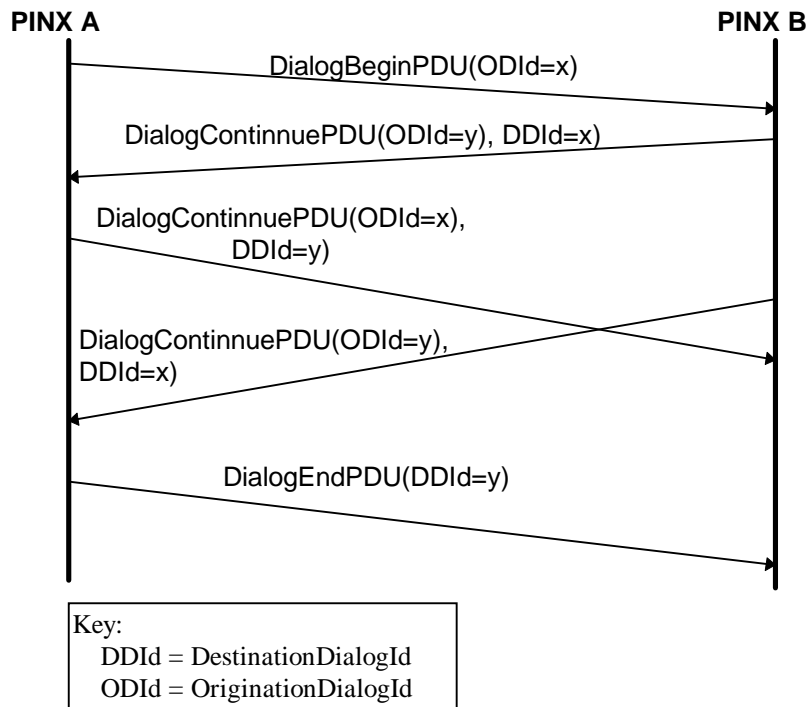 PINX A
PINX B
DialogBeginPDU(ODId=x)
DialogContinnuePDU(ODId=y), DDId=x)
DialogContinnuePDU(ODId=x),
DDId=y)
DialogContinnuePDU(ODId=y),
DDId=x)
DialogEndPDU(DDId=y)
Key:
DDId = DestinationDialogId
ODId = OriginationDialogId